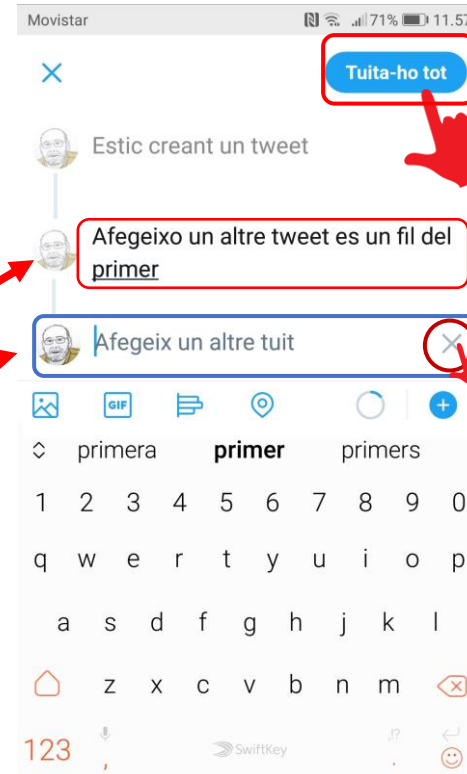 Movistar 71% 11.57
Tuita-ho tot
Estic creant un tweet
Afegeixo un altre tweet es un fil del
primer
Afegeix un altre tuit
GIF
primera primer primers
1 2 3 4 5 6 7 8 9 0
q w e r t y u i o p
a s d f g h j k l
z x c v b n m
123 , SwiftKey .
,!?